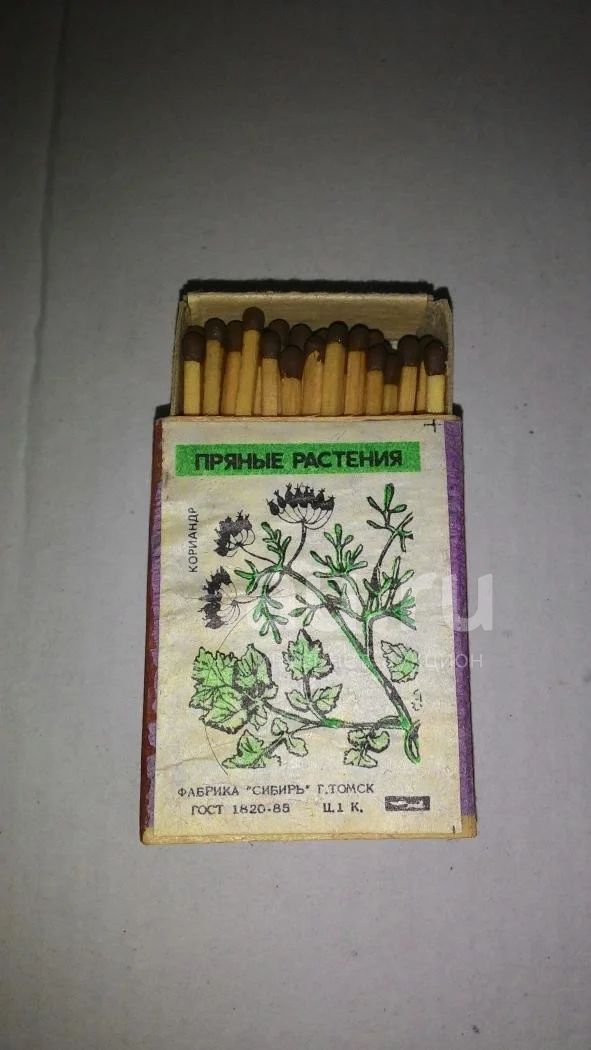 ПРЯНЫЕ РАСТЕНИЯ
КОРИАНДР
ФАБРИКА "СИБИРЬ" Г.ТОМСК
ГОСТ 1820-85 Ц.1 К.